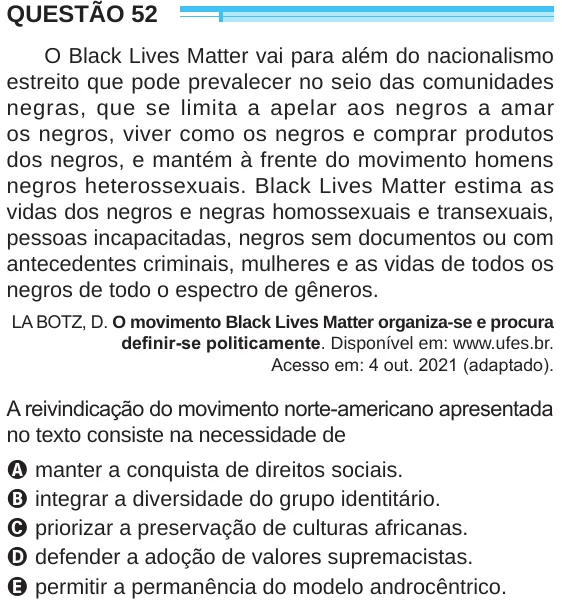 QUESTÃO 52
O Black Lives Matter vai para além do nacionalismo
estreito que pode prevalecer no seio das comunidades
negras, que se limita a apelar aos negros a amar
os negros, viver como os negros e comprar produtos
dos negros, e mantém à frente do movimento homens
negros heterossexuais. Black Lives Matter estima as
vidas dos negros e negras homossexuais e transexuais,
pessoas incapacitadas, negros sem documentos ou com
antecedentes criminais, mulheres e as vidas de todos os
negros de todo o espectro de gêneros.
LA BOTZ, D. O movimento Black Lives Matter organiza-se e procura
definir-se politicamente. Disponível em: www.ufes.br.
Acesso em: 4 out. 2021 (adaptado).
A reivindicação do movimento norte-americano apresentada
no texto consiste na necessidade de
A manter a conquista de direitos sociais.
B integrar a diversidade do grupo identitário.
C priorizar a preservação de culturas africanas.
D defender a adoção de valores supremacistas.
E permitir a permanência do modelo androcêntrico.